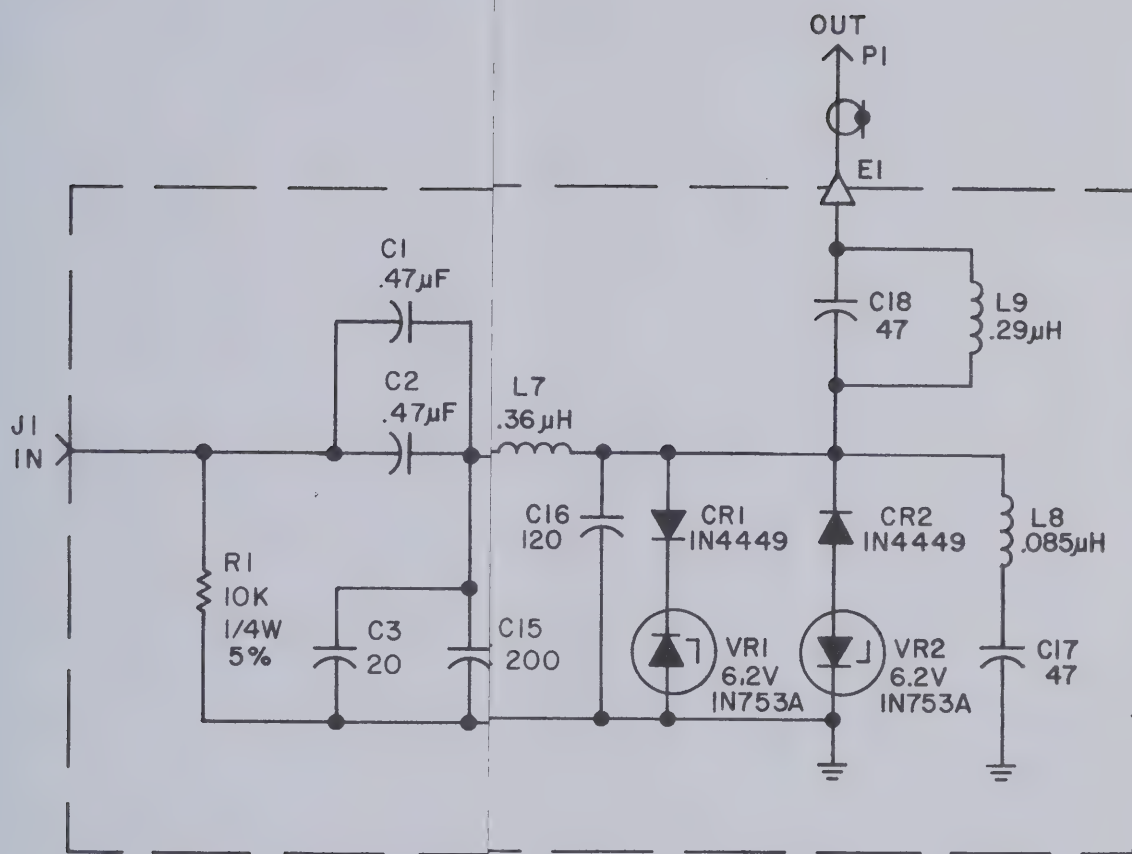 OUT
P1
E1
C1
.47µF
C18
47
L9
.29µH
C2
.47µF
L7
.36µH
J1
IN
C16
120
CR1
1N4449
CR2
1N4449
L8
.085µH
R1
10K
1/4W
5%
C3
20
C15
200
VR1
6.2V
1N753A
VR2
6.2V
1N753A
C17
47